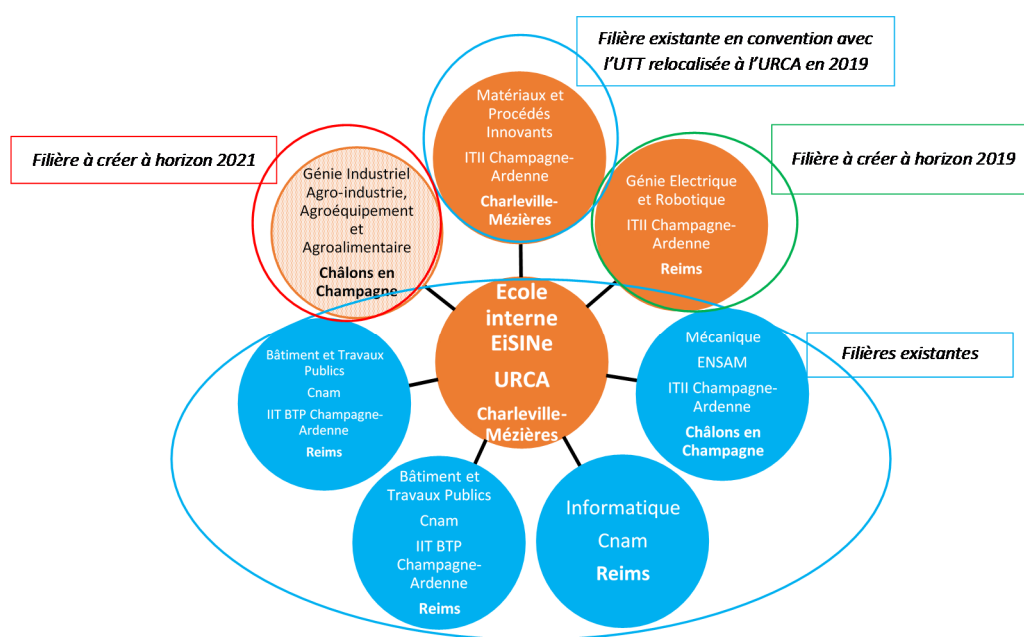 Filière existante en convention avec
l'UTT relocalisée à l'URCA en 2019
Filière à créer à horizon 2021
Filière à créer à horizon 2019
Matériaux et
Procédés
Innovants
ITII Champagne-
Ardenne
Charleville-
Mézières
Génie Industriel
Agro-industrie,
Agroéquipement
et
Agroalimentaire
Châlons en
Champagne
Génie Electrique
et Robotique
ITII Champagne-
Ardenne
Reims
Ecole
interne
EiSINe
URCA
Charleville-
Mézières
Filières existantes
Mécanique
ENSAM
ITII Champagne-
Ardenne
Châlons en
Champagne
Bâtiment et Travaux
Publics
Cnam
IIT BTP Champagne-
Ardenne
Reims
Bâtiment et
Travaux Publics
Cnam
IIT BTP
Champagne-
Ardenne
Reims
Informatique
Cnam
Reims